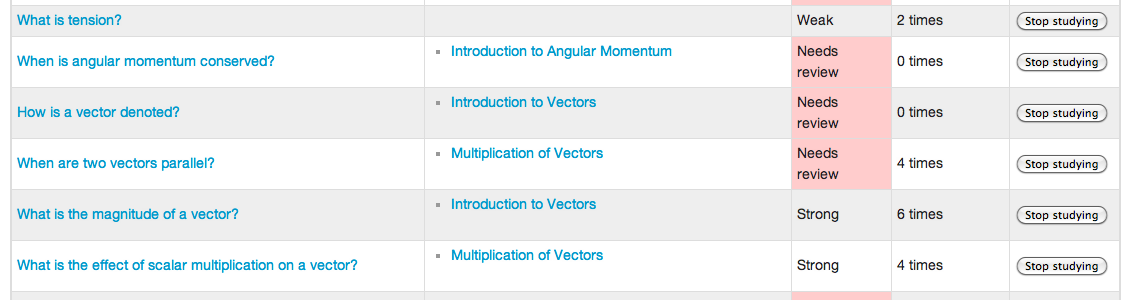 What is tension? Weak 2 times Stop studying
When is angular momentum conserved? Introduction to Angular Momentum Needs review 0 times Stop studying
How is a vector denoted? Introduction to Vectors Needs review 0 times Stop studying
When are two vectors parallel? Multiplication of Vectors Needs review 4 times Stop studying
What is the magnitude of a vector? Introduction to Vectors Strong 6 times Stop studying
What is the effect of scalar multiplication on a vector? Multiplication of Vectors Strong 4 times Stop studying